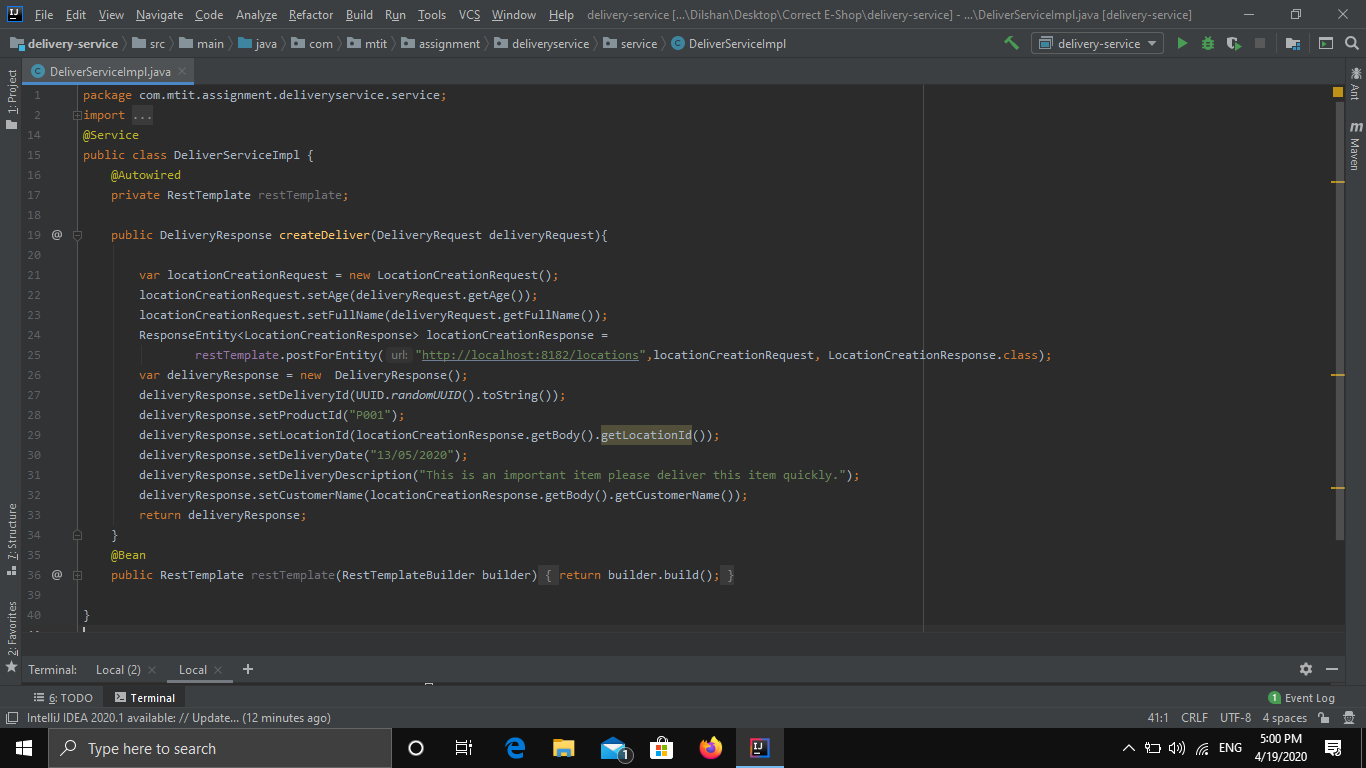 File Edit View Navigate Code Analyze Refactor Build Run Tools VCS Window Help delivery-service [...\Dilshan\Desktop\Correct E-Shop\delivery-service] - ...\DeliverServiceImpl.java [delivery-service]
delivery-service src main java com mtit assignment deliveryservice service DeliverServiceImpl delivery-service
1: Project
DeliverServiceImpl.java
Ant
Maven
1 package com.mtit.assignment.deliveryservice.service;
2 import ...
14 @Service
15 public class DeliverServiceImpl {
16 @Autowired
17 private RestTemplate restTemplate;
18
19 @ public DeliveryResponse createDeliver(DeliveryRequest deliveryRequest){
20
21 var locationCreationRequest = new LocationCreationRequest();
22 locationCreationRequest.setAge(deliveryRequest.getAge());
23 locationCreationRequest.setFullName(deliveryRequest.getFullName());
24 ResponseEntity<LocationCreationResponse> locationCreationResponse =
25 restTemplate.postForEntity( url: "http://localhost:8182/locations",locationCreationRequest, LocationCreationResponse.class);
26 var deliveryResponse = new  DeliveryResponse();
27 deliveryResponse.setDeliveryId(UUID.randomUUID().toString());
28 deliveryResponse.setProductId("P001");
29 deliveryResponse.setLocationId(locationCreationResponse.getBody().getLocationId());
30 deliveryResponse.setDeliveryDate("13/05/2020");
31 deliveryResponse.setDeliveryDescription("This is an important item please deliver this item quickly.");
32 deliveryResponse.setCustomerName(locationCreationResponse.getBody().getCustomerName());
33 return deliveryResponse;
34 }
35 @Bean
36 @ public RestTemplate restTemplate(RestTemplateBuilder builder) { return builder.build(); }
39
40 }
7: Structure
2: Favorites
Terminal: Local (2) Local +
6: TODO Terminal 1 Event Log
IntelliJ IDEA 2020.1 available: // Update... (12 minutes ago) 41:1 CRLF UTF-8 4 spaces
Type here to search 1 ENG 5:00 PM
4/19/2020